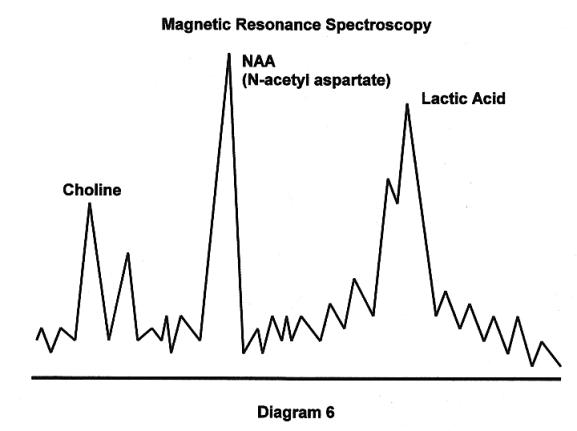 Magnetic Resonance Spectroscopy
NAA
(N-acetyl aspartate)
Lactic Acid
Choline
Diagram 6